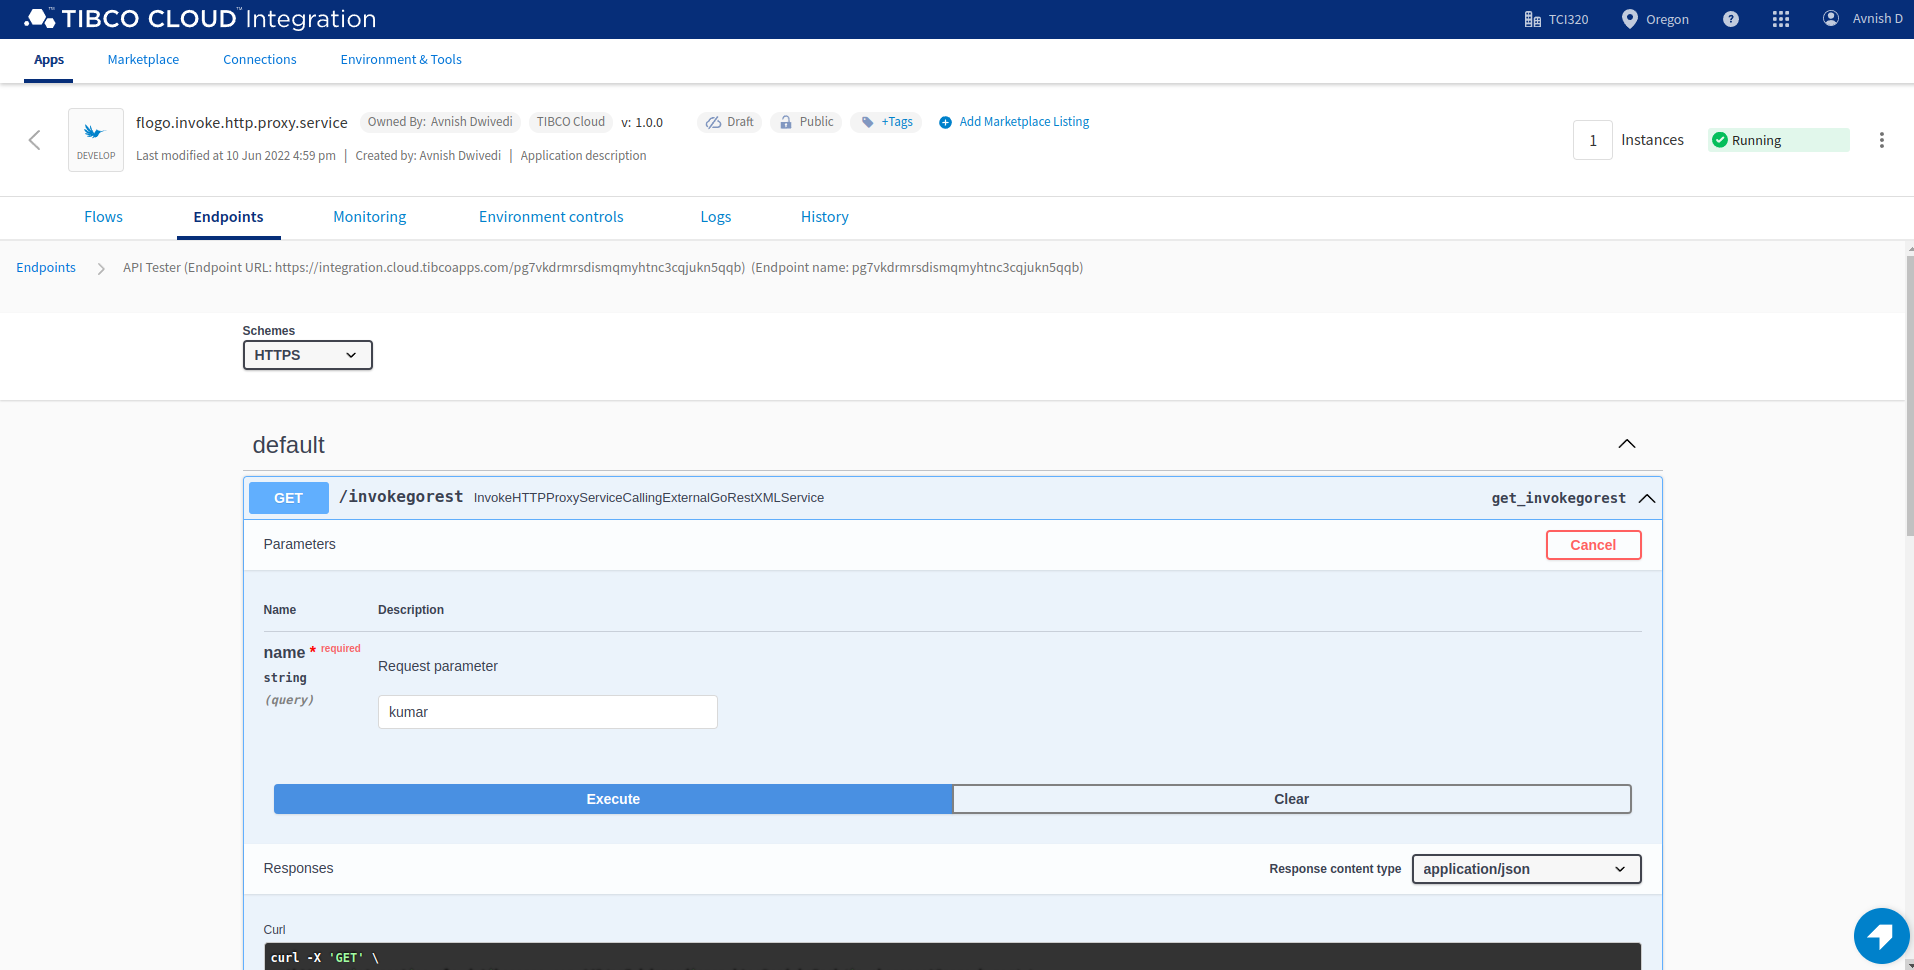 TIBCO CLOUD™ Integration
TCI320
Oregon
?
Avnish D
Apps
Marketplace
Connections
Environment & Tools
DEVELOP
flogo.invoke.http.proxy.service
Owned By: Avnish Dwivedi
TIBCO Cloud
v: 1.0.0
Draft
Public
+Tags
Add Marketplace Listing
Last modified at 10 Jun 2022 4:59 pm | Created by: Avnish Dwivedi | Application description
1 Instances
Running
Flows
Endpoints
Monitoring
Environment controls
Logs
History
Endpoints
API Tester (Endpoint URL: https://integration.cloud.tibcoapps.com/pg7vkdrmrsdismqmyhtnc3cqjukn5qqb) (Endpoint name: pg7vkdrmrsdismqmyhtnc3cqjukn5qqb)
Schemes
HTTPS
default
GET /invokegorest InvokeHTTPProxyServiceCallingExternalGoRestXMLService get_invokegorest
Parameters
Cancel
Name Description
name * required
string
(query)
Request parameter
kumar
Execute
Clear
Responses
Response content type
application/json
Curl
curl -X 'GET' \